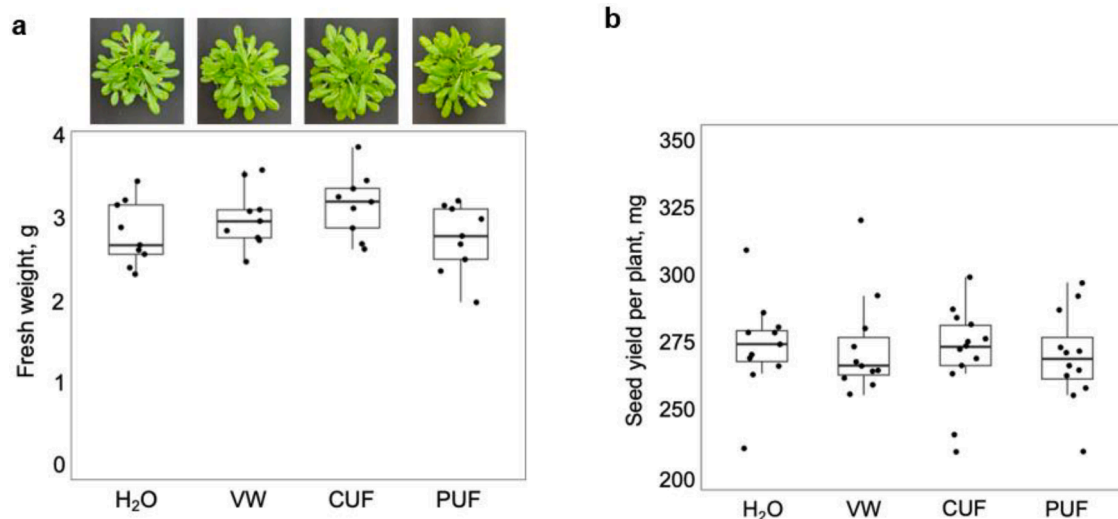 a
4
3
2
1
0
Fresh weight, g
H₂O VW CUF PUF
b
350
325
300
275
250
200
Seed yield per plant, mg
H₂O VW CUF PUF